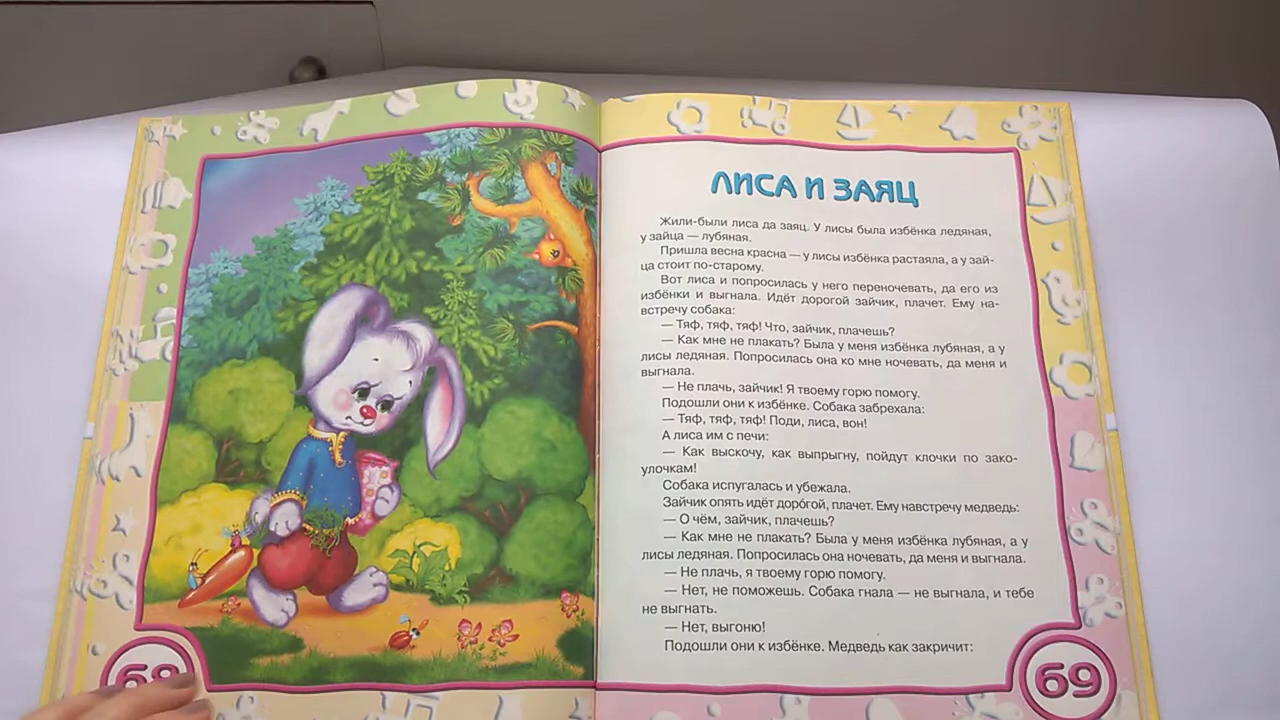 ЛИСА И ЗАЯЦ
Жили-были лиса да заяц. У лисы была избёнка ледяная,
у зайца — лубяная.
Пришла весна красна — у лисы избёнка растаяла, а у зай-
ца стоит по-старому.
Вот лиса и попросилась у него переночевать, да его из
избёнки и выгнала. Идёт дорогой зайчик, плачет. Ему на-
встречу собака:
— Тяф, тяф, тяф! Что, зайчик, плачешь?
— Как мне не плакать? Была у меня избёнка лубяная, а у
лисы ледяная. Попросилась она ко мне ночевать, да меня и
выгнала.
— Не плачь, зайчик! Я твоему горю помогу.
Подошли они к избёнке. Собака забрехала:
— Тяф, тяф, тяф! Поди, лиса, вон!
А лиса им с печи:
— Как выскочу, как выпрыгну, пойдут клочки по зако-
улочкам!
Собака испугалась и убежала.
Зайчик опять идёт доро́гой, плачет. Ему навстречу медведь:
— О чём, зайчик, плачешь?
— Как мне не плакать? Была у меня избёнка лубяная, а у
лисы ледяная. Попросилась она ночевать, да меня и выгнала.
— Не плачь, я твоему горю помогу.
— Нет, не поможешь. Собака гнала — не выгнала, и тебе
не выгнать.
— Нет, выгоню!
Подошли они к избёнке. Медведь как закричит:
68
69